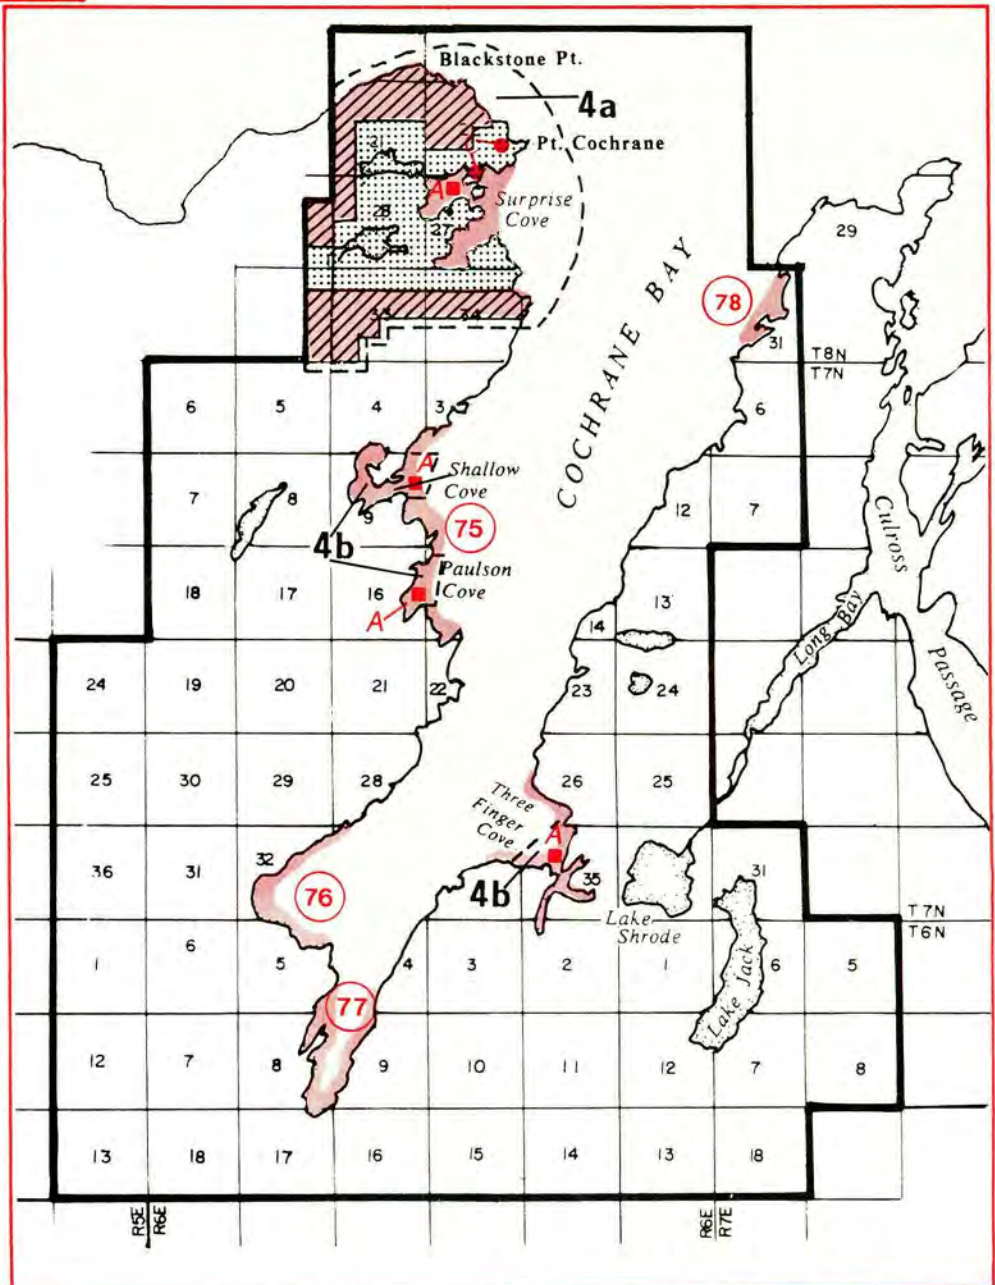 Blackstone Pt.
4a
Pt. Cochrane
21
A
Surprise
Cove
28
27
29
COCHRANE BAY
78
33
34
31
T8N
T7N
6
5
4
3
6
A
Shallow
Cove
7
8
9
75
12
7
Culross
Passage
4b
Paulson
Cove
18
17
16
A
13
14
Long Bay
24
19
20
21
22
23
24
25
30
29
28
26
25
Three
Finger
Cove
A
36
31
32
76
4b
35
31
Lake
Shrode
T7N
T6N
1
6
5
4
3
2
1
Lake Jack
6
5
77
12
7
8
9
10
11
12
7
8
13
18
17
16
15
14
13
18
R5E
R6E
R6E
R7E